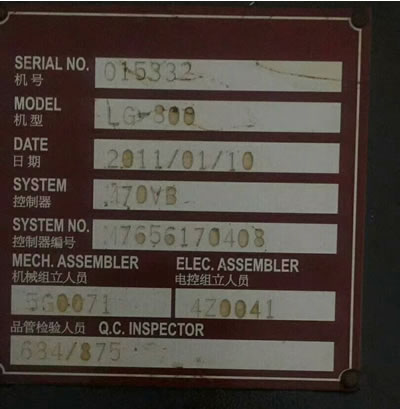 SERIAL NO. 015332
机号
MODEL LG-800
机型
DATE 2011/01/10
日期
SYSTEM M70VB
控制器
SYSTEM NO. M7656170408
控制器编号
MECH. ASSEMBLER ELEC. ASSEMBLER
机械组立人员 电控组立人员
5G0071 4Z0041
品管检验人员 Q.C. INSPECTOR
684/875